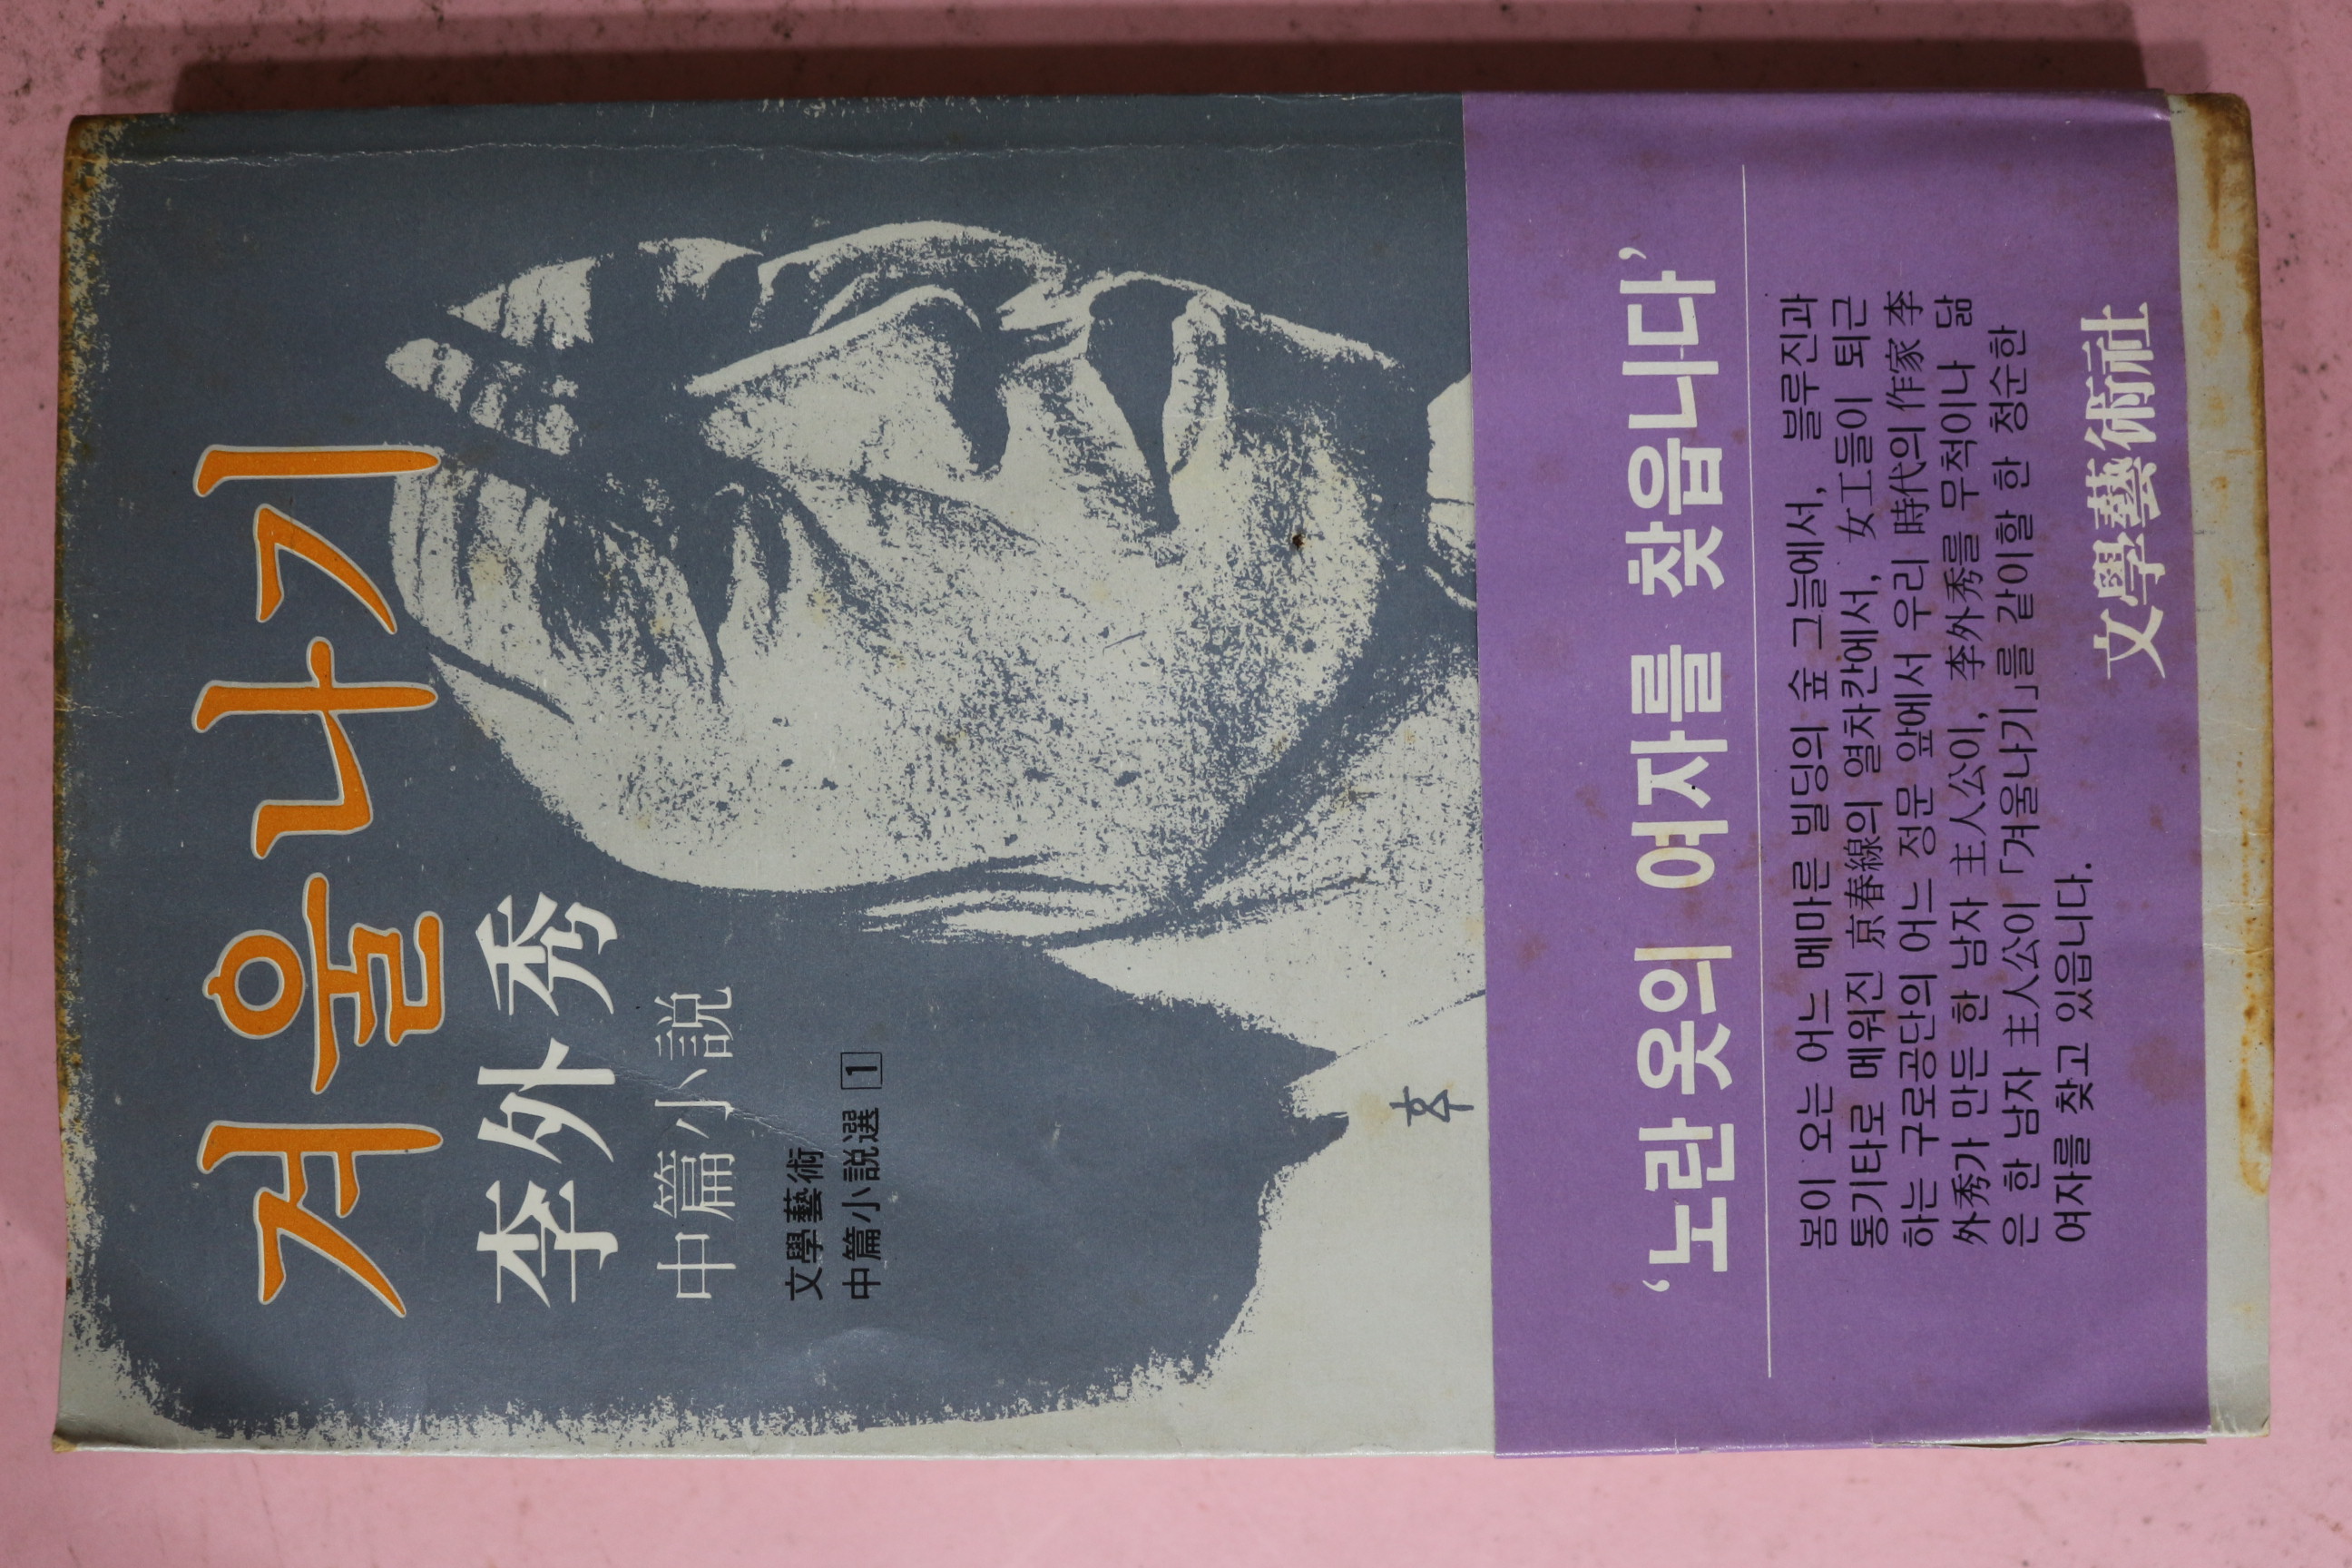 겨울나기
李外秀
中篇小説
文學藝術
中篇小説選 1
‘노란 옷의 여자를 찾읍니다’
봄이 오는 어느 메마른 빌딩의 숲 그늘에서, 블루진과
통기타로 메워진 京春線의 열차칸에서, 女工들이 퇴근
하는 구로공단의 어느 정문 앞에서 우리 時代의 作家 李
外秀가 만든 한 남자 主人公이, 李外秀를 무척이나 닮
은 한 남자 主人公이 「겨울나기」를 같이할 한 청순한
여자를 찾고 있읍니다.
文學藝術社